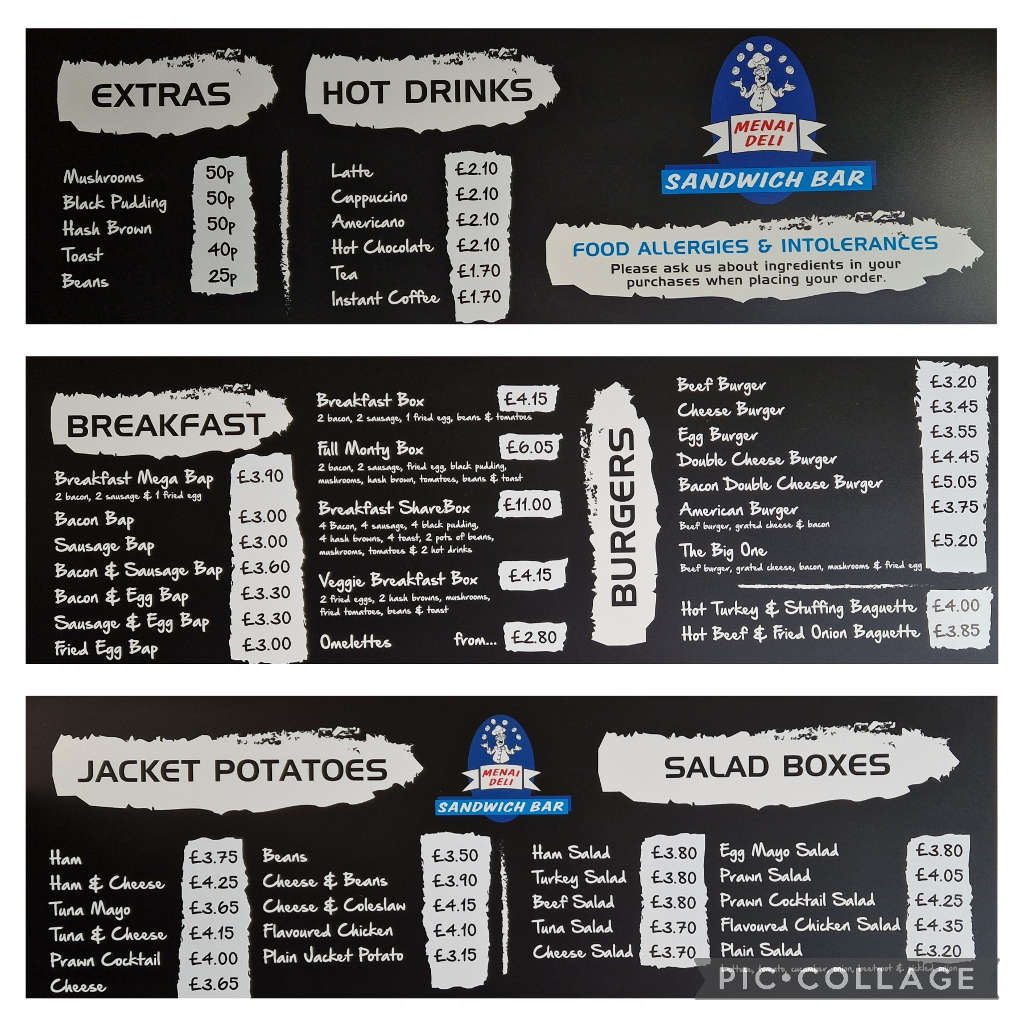 EXTRAS
Mushrooms 50p
Black Pudding 50p
Hash Brown 50p
Toast 40p
Beans 25p
HOT DRINKS
Latte £2.10
Cappuccino £2.10
Americano £2.10
Hot Chocolate £2.10
Tea £1.70
Instant Coffee £1.70
MENAI
DELI
SANDWICH BAR
FOOD ALLERGIES & INTOLERANCES
Please ask us about ingredients in your
purchases when placing your order.
BREAKFAST
Breakfast Mega Bap £3.90
2 bacon, 2 sausage & 1 fried egg
Bacon Bap £3.00
Sausage Bap £3.00
Bacon & Sausage Bap £3.60
Bacon & Egg Bap £3.30
Sausage & Egg Bap £3.30
Fried Egg Bap £3.00
Breakfast Box £4.15
2 bacon, 2 sausage, 1 fried egg, beans & tomatoes
Full Monty Box £6.05
2 bacon, 2 sausage, fried egg, black pudding,
mushrooms, hash brown, tomatoes, beans & toast
Breakfast ShareBox £11.00
4 Bacon, 4 sausage, 4 black pudding,
4 hash browns, 4 toast, 2 pots of beans,
mushrooms, tomatoes & 2 hot drinks
Veggie Breakfast Box £4.15
2 fried eggs, 2 hash browns, mushrooms,
fried tomatoes, beans & toast
Omelettes from... £2.80
BURGERS
Beef Burger £3.20
Cheese Burger £3.45
Egg Burger £3.55
Double Cheese Burger £4.45
Bacon Double Cheese Burger £5.05
American Burger £3.75
Beef burger, grated cheese & bacon
The Big One £5.20
Beef burger, grated cheese, bacon, mushrooms & fried egg
Hot Turkey & Stuffing Baguette £4.00
Hot Beef & Fried Onion Baguette £3.85
JACKET POTATOES
Ham £3.75
Ham & Cheese £4.25
Tuna Mayo £3.65
Tuna & Cheese £4.15
Prawn Cocktail £4.00
Cheese £3.65
Beans £3.50
Cheese & Beans £3.90
Cheese & Coleslaw £4.15
Flavoured Chicken £4.10
Plain Jacket Potato £3.15
MENAI
DELI
SANDWICH BAR
SALAD BOXES
Ham Salad £3.80
Turkey Salad £3.80
Beef Salad £3.80
Tuna Salad £3.70
Cheese Salad £3.70
Egg Mayo Salad £3.80
Prawn Salad £4.05
Prawn Cocktail Salad £4.25
Flavoured Chicken Salad £4.35
Plain Salad £3.20
lettuce, tomato, cucumber, onion, beetroot & pickled onion
PIC•COLLAGE